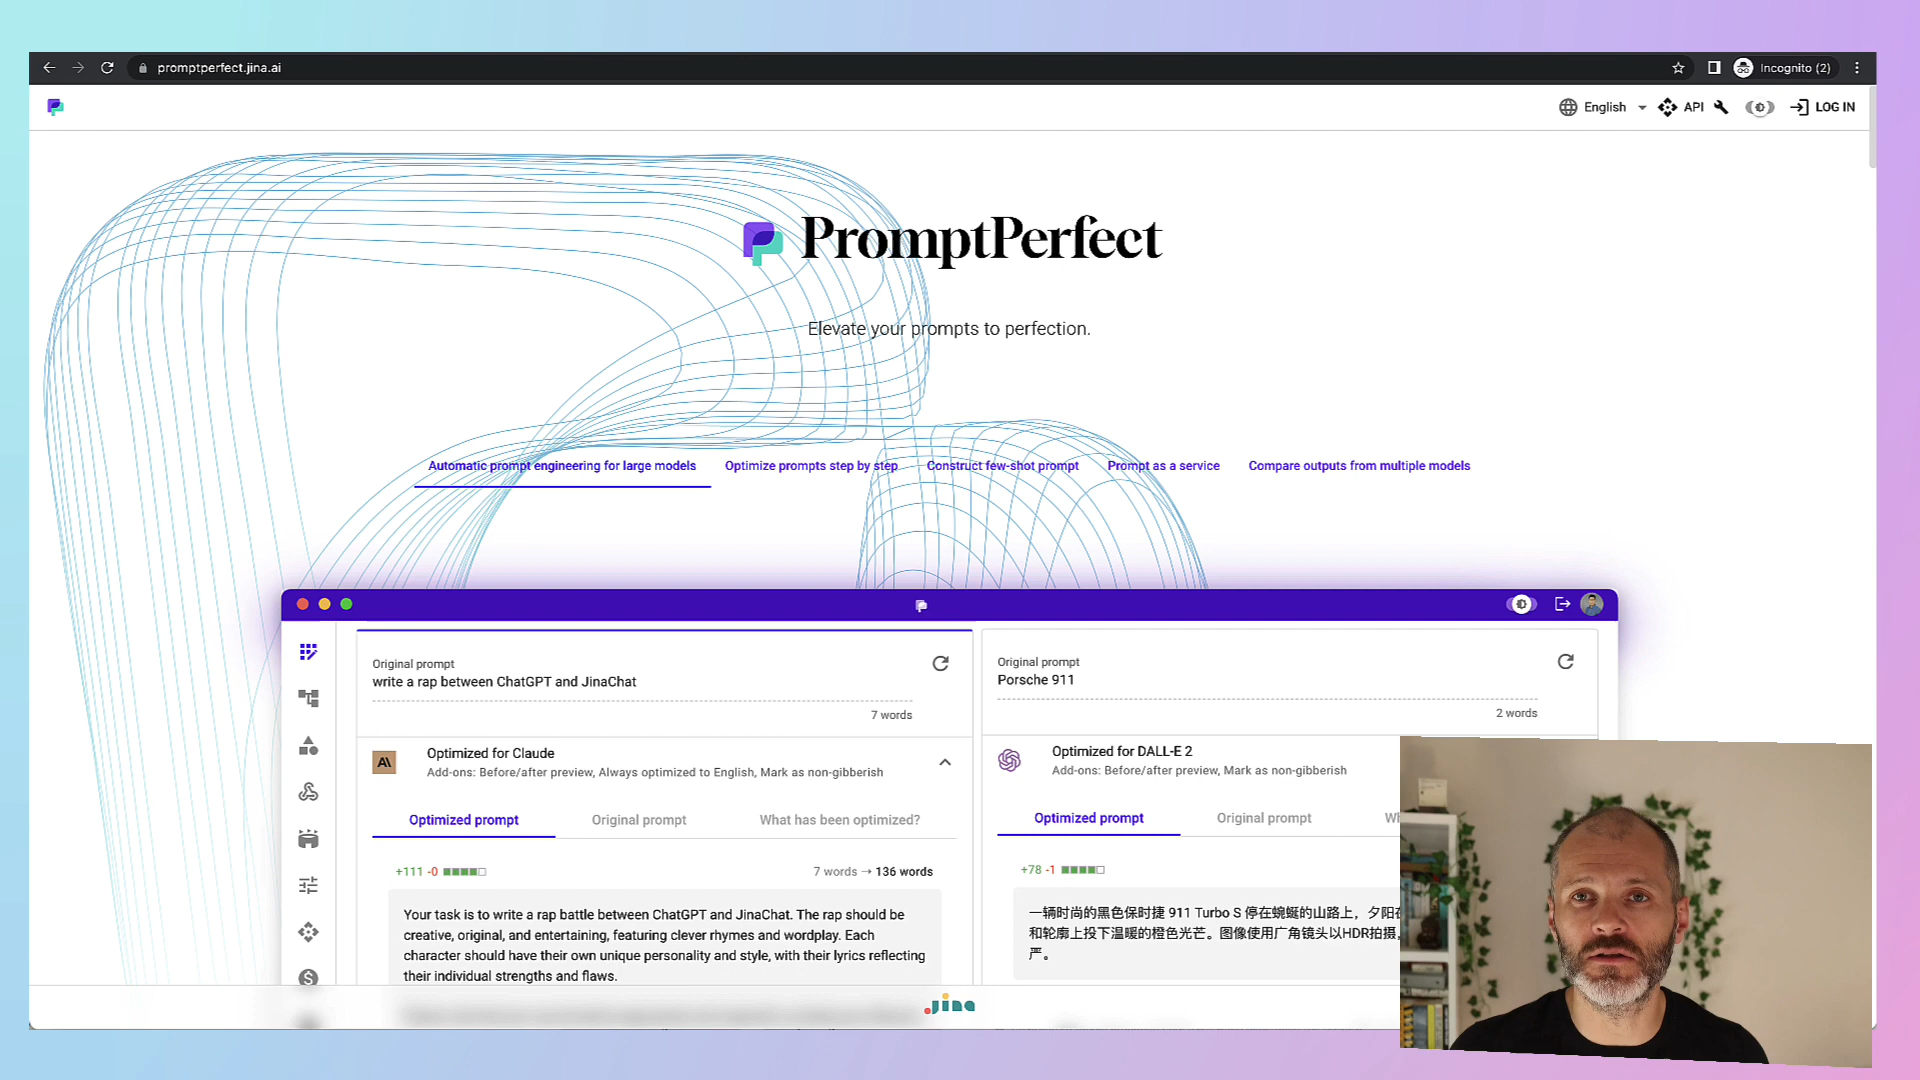 promptperfect.jina.ai
Incognito (2)
English
API
LOG IN
PromptPerfect
Elevate your prompts to perfection.
Automatic prompt engineering for large models
Optimize prompts step by step
Construct few-shot prompt
Prompt as a service
Compare outputs from multiple models
Original prompt
write a rap between ChatGPT and JinaChat
7 words
Optimized for Claude
Add-ons: Before/after preview, Always optimized to English, Mark as non-gibberish
Optimized prompt
Original prompt
What has been optimized?
+111 -0
7 words → 136 words
Your task is to write a rap battle between ChatGPT and JinaChat. The rap should be
creative, original, and entertaining, featuring clever rhymes and wordplay. Each
character should have their own unique personality and style, with their lyrics reflecting
their individual strengths and flaws.
Original prompt
Porsche 911
2 words
Optimized for DALL-E 2
Add-ons: Before/after preview, Mark as non-gibberish
Optimized prompt
Original prompt
+78 -1
一辆时尚的黑色保时捷 911 Turbo S 停在蜿蜒的山路上，夕阳在
和轮廓上投下温暖的橙色光芒。图像使用广角镜头以HDR拍摄，
严。
Jina